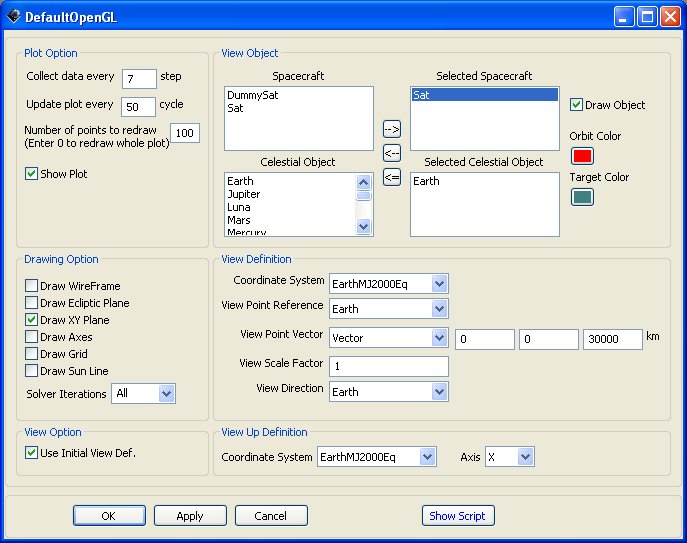 DefaultOpenGL
Plot Option
Collect data every 7 step
Update plot every 50 cycle
Number of points to redraw 100
(Enter 0 to redraw whole plot)
Show Plot
View Object
Spacecraft
DummySat
Sat
-->
<--
<=
Selected Spacecraft
Sat
Draw Object
Orbit Color
Target Color
Celestial Object
Earth
Jupiter
Luna
Mars
Mercury
Selected Celestial Object
Earth
Drawing Option
Draw WireFrame
Draw Ecliptic Plane
Draw XY Plane
Draw Axes
Draw Grid
Draw Sun Line
Solver Iterations All
View Definition
Coordinate System EarthMJ2000Eq
View Point Reference Earth
View Point Vector Vector 0 0 30000 km
View Scale Factor 1
View Direction Earth
View Option
Use Initial View Def.
View Up Definition
Coordinate System EarthMJ2000Eq Axis X
OK Apply Cancel Show Script